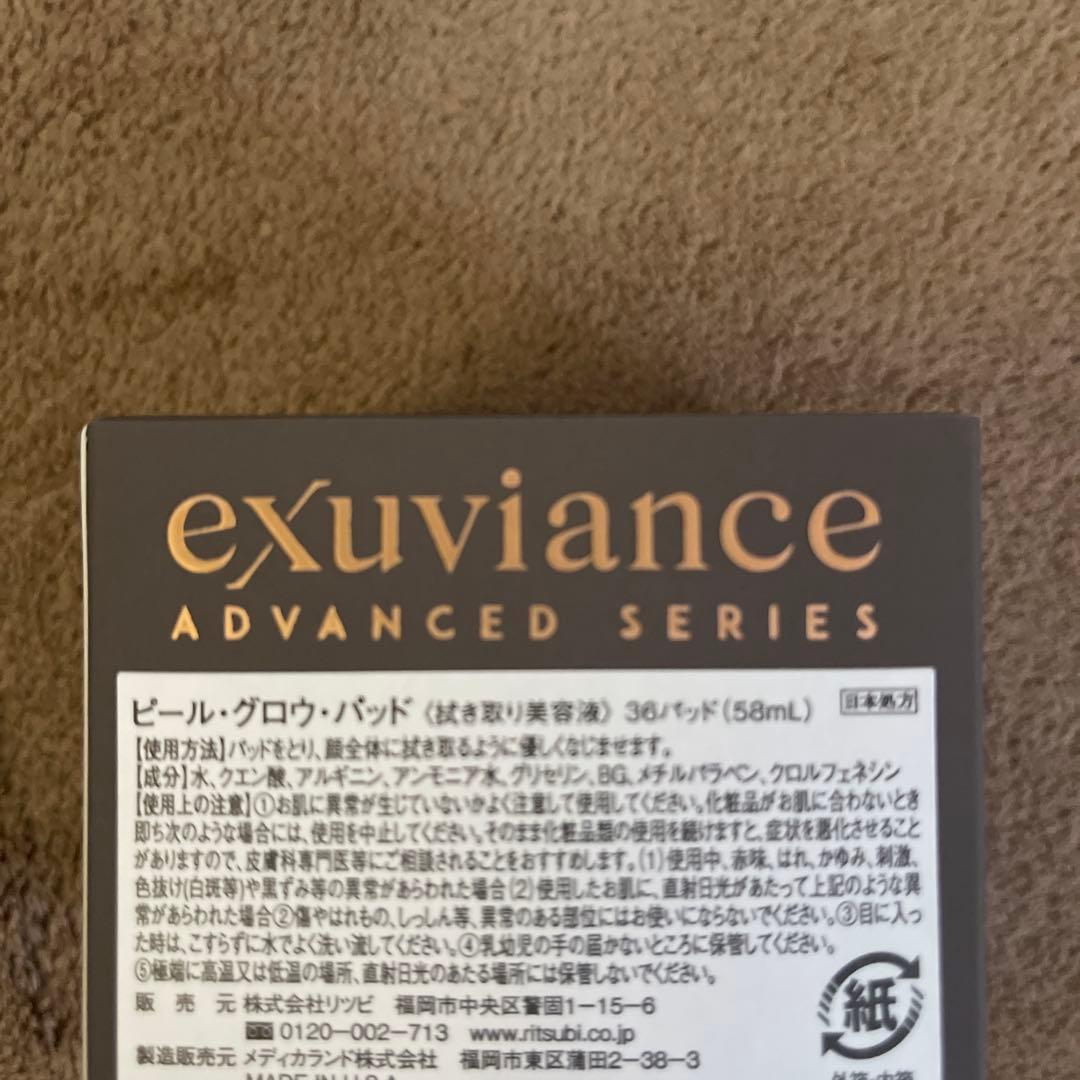 exuviance
ADVANCED SERIES
ピール・グロウ・パッド〈拭き取り美容液〉36パッド(58mL) 日本処方
【使用方法】パッドをとり、顔全体に拭き取るように優しくなじませます。
【成分】水、クエン酸、アルギニン、アンモニア水、グリセリン、BG、メチルパラベン、クロルフェネシン
【使用上の注意】①お肌に異常が生じていないかよく注意して使用してください。化粧品がお肌に合わないとき
即ち次のような場合には、使用を中止してください。そのまま化粧品類の使用を続けますと、症状を悪化させること
がありますので、皮膚科専門医等にご相談されることをおすすめします。(1)使用中、赤味、はれ、かゆみ、刺激、
色抜け(白斑等)や黒ずみ等の異常があらわれた場合(2)使用したお肌に、直射日光があたって上記のような異
常があらわれた場合②傷やはれもの、しっしん等、異常のある部位にはお使いにならないでください。③目に入っ
た時は、こすらずに水でよく洗い流してください。④乳幼児の手の届かないところに保管してください。
⑤極端に高温又は低温の場所、直射日光のあたる場所には保管しないでください。
販売元 株式会社リツビ 福岡市中央区警固1-15-6
0120-002-713 www.ritsubi.co.jp
製造販売元 メディカランド株式会社 福岡市東区蒲田2-38-3
MADE IN U.S.A.
紙
外箱・内箱